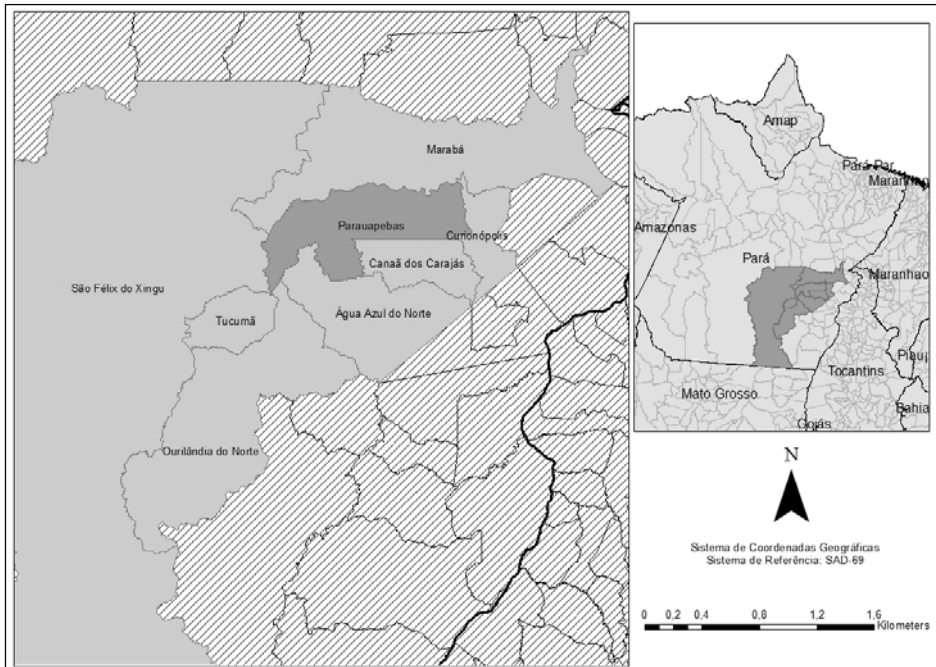 Marabá
Parauapebas
Curionópolis
Canaã dos Carajás
São Félix do Xingu
Tucumã
Água Azul do Norte
Ourilândia do Norte
Amap
Pará Par
Maranhao
Amazonas
Pará
Maranhao
Piauı
Tocantins
Mato Grosso
Bahia
Goiás
N
Sistema de Coordenadas Geográficas
Sistema de Referência: SAD-69
0 0,2 0,4 0,8 1,2 1,6
Kilometers